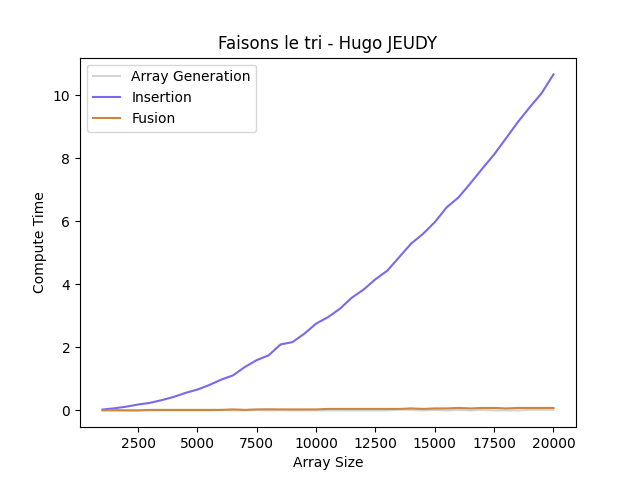 Faisons le tri - Hugo JEUDY
Array Generation
Insertion
Fusion
Compute Time
10
8
6
4
2
0
2500 5000 7500 10000 12500 15000 17500 20000
Array Size